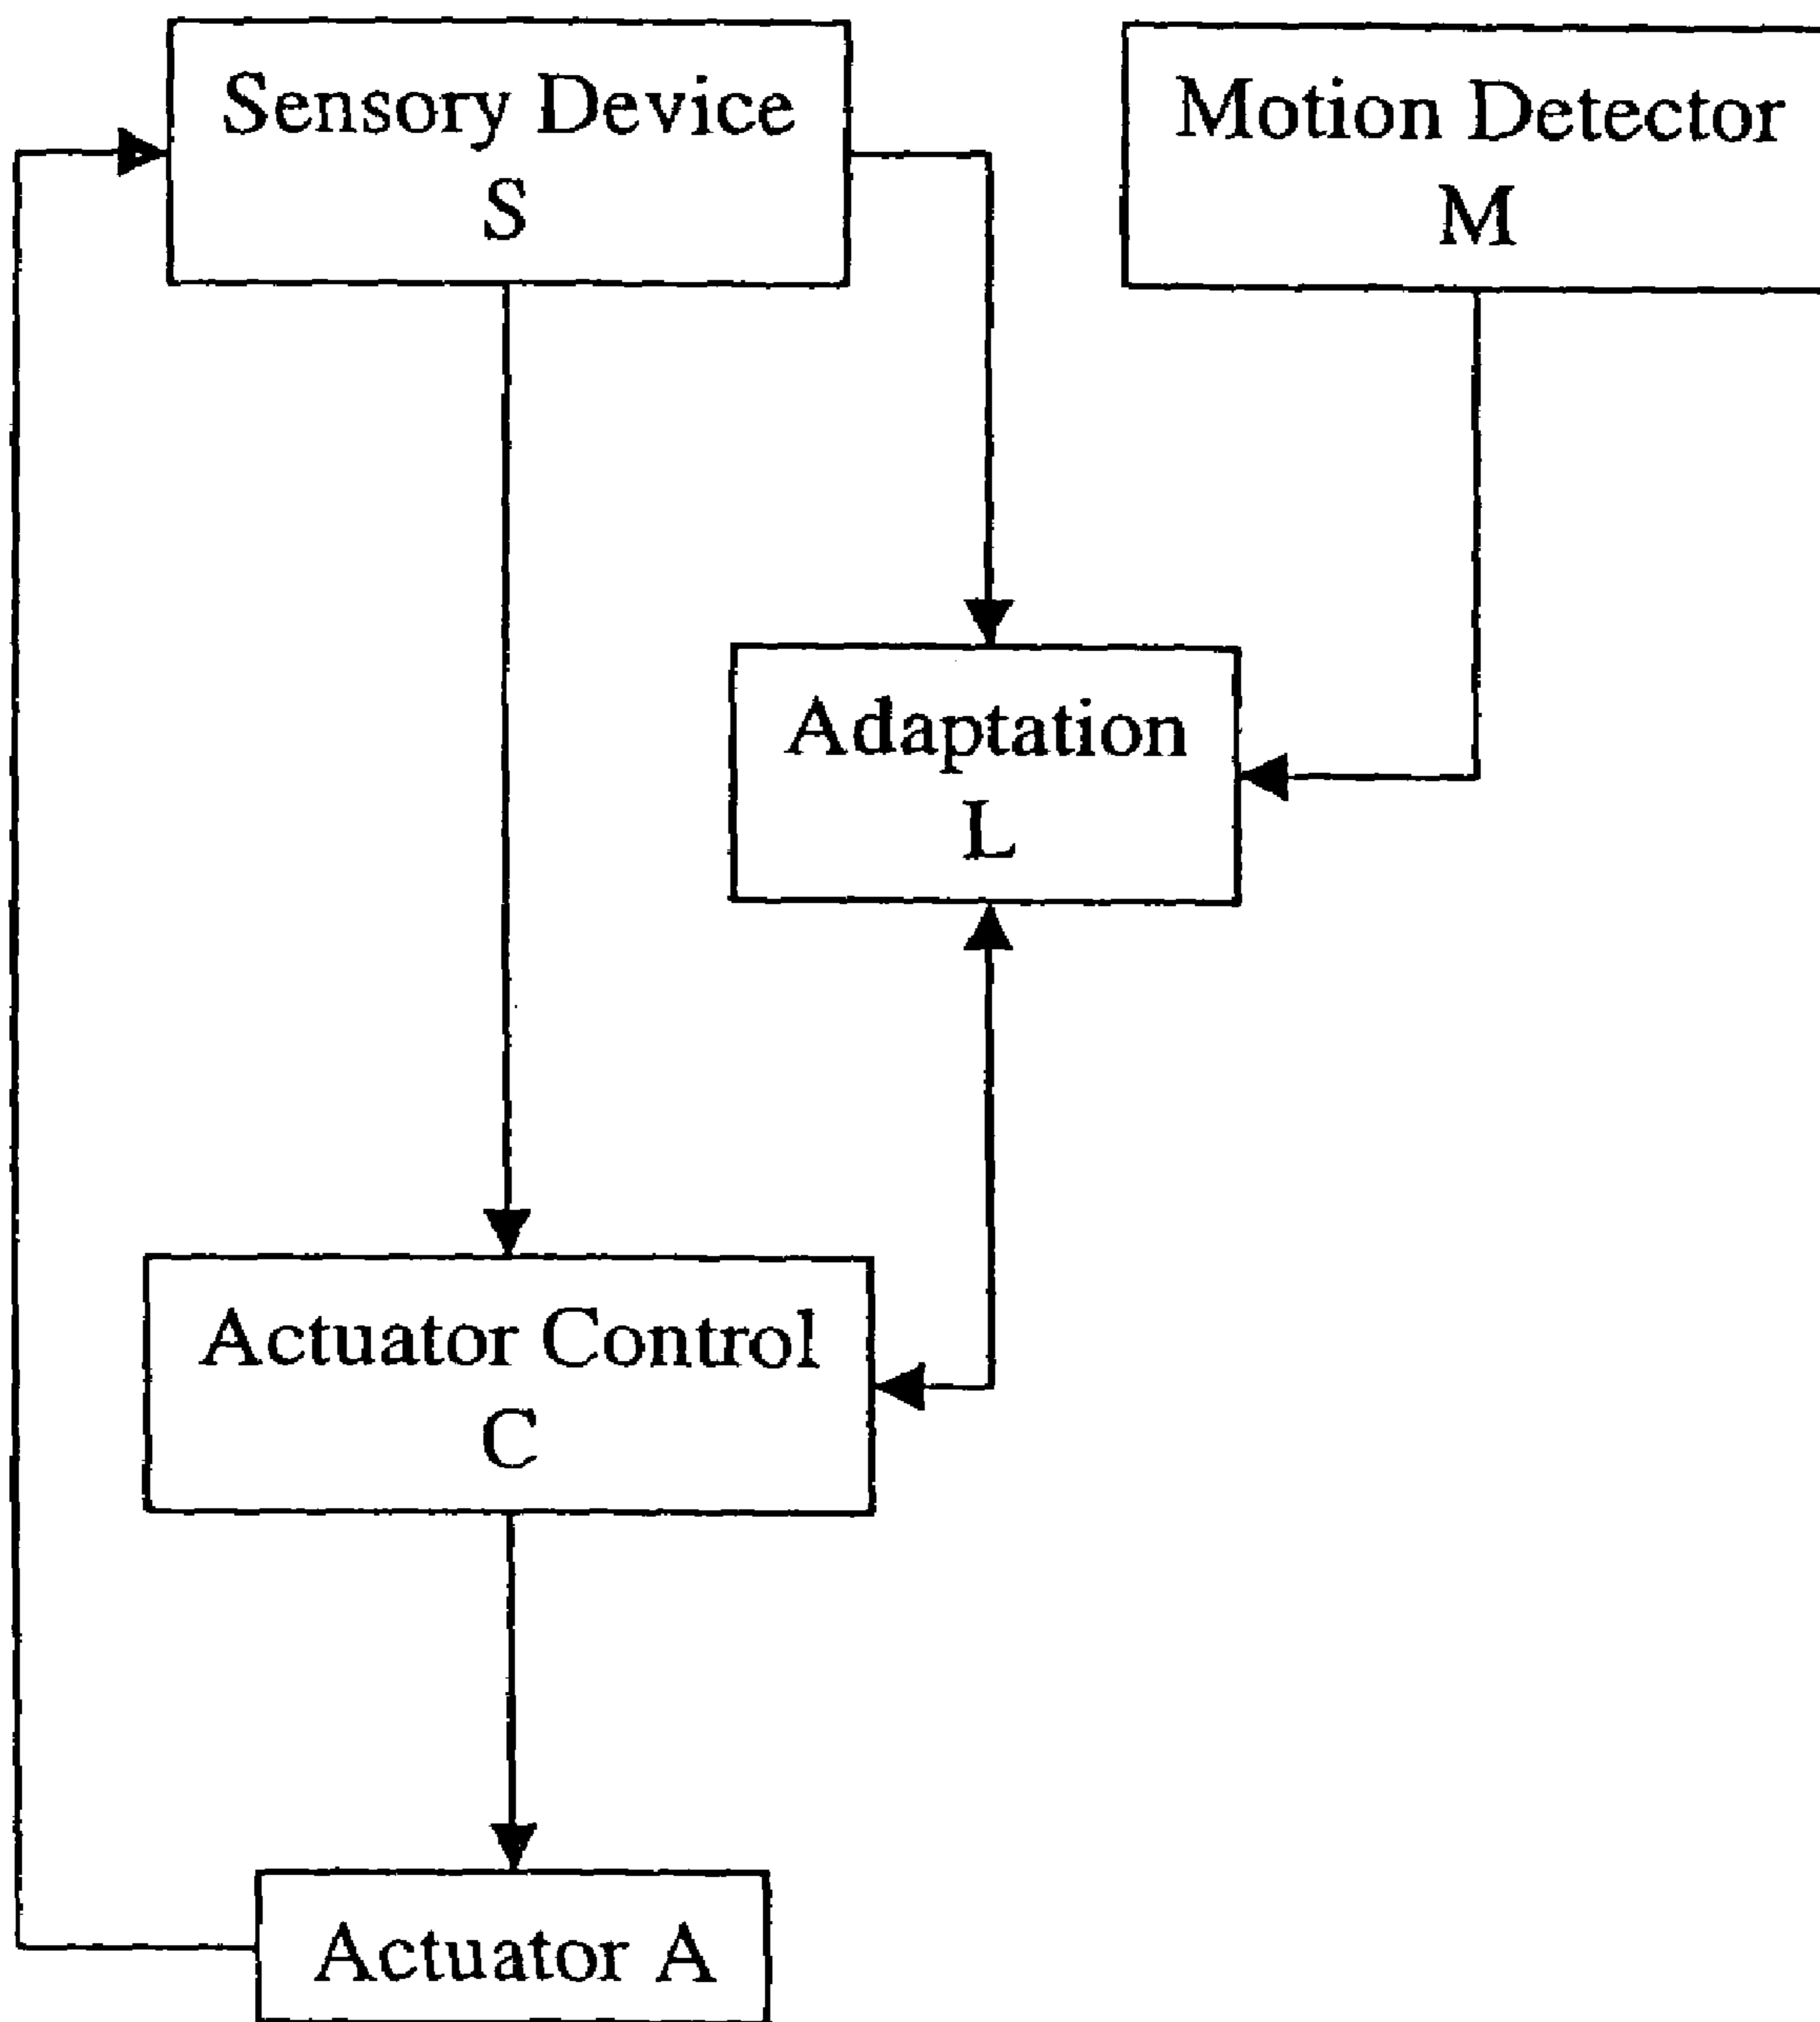 Sensory Device
S
Motion Detector
M
Adaptation
L
Actuator Control
C
Actuator A